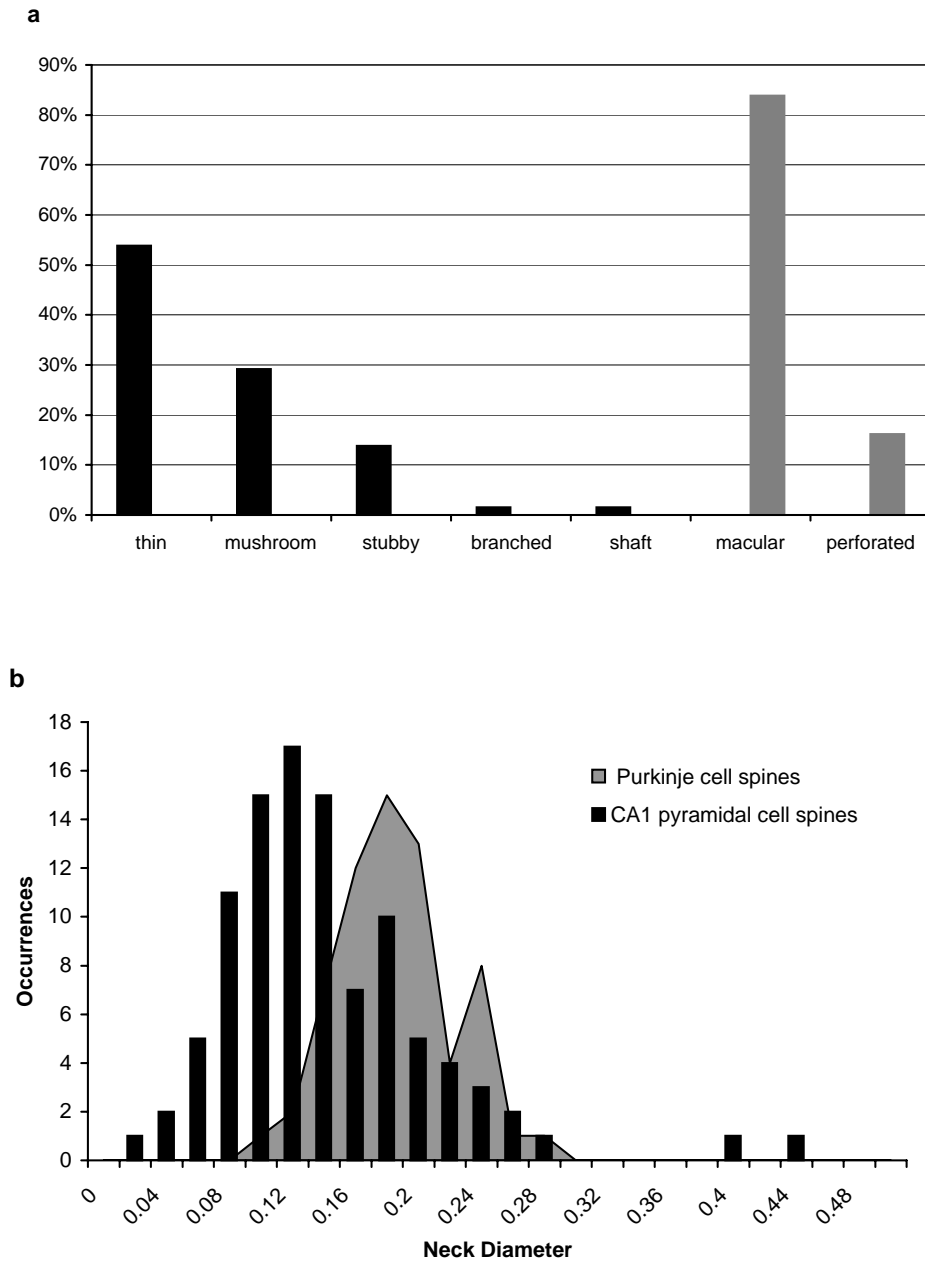 a
90%
80%
70%
60%
50%
40%
30%
20%
10%
0%
thin mushroom stubby branched shaft macular perforated
b
18
16
14
12
10
8
6
4
2
0
Occurrences
Purkinje cell spines
CA1 pyramidal cell spines
0 0.04 0.08 0.12 0.16 0.2 0.24 0.28 0.32 0.36 0.4 0.44 0.48
Neck Diameter